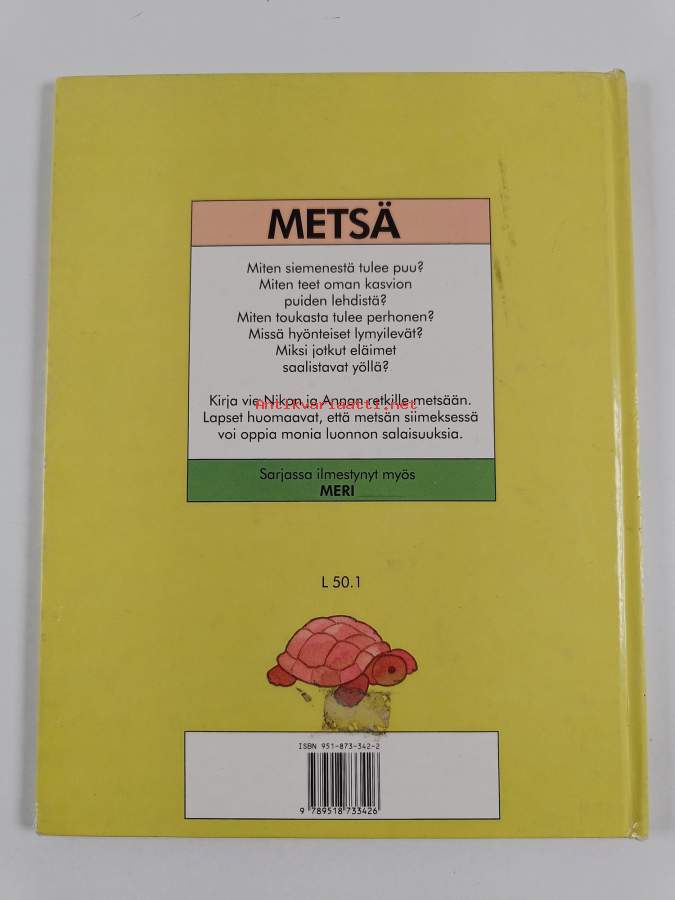 METSÄ
Miten siemenestä tulee puu?
Miten teet oman kasvion
puiden lehdistä?
Miten toukasta tulee perhonen?
Missä hyönteiset lymyilevät?
Miksi jotkut eläimet
saalistavat yöllä?
Kirja vie Nikon ja Annan retkille metsään.
Antikvariaatti.net
Lapset huomaavat, että metsän siimeksessä
voi oppia monia luonnon salaisuuksia.
Sarjassa ilmestynyt myös
MERI
L 50.1
ISBN 951-873-342-2
9 789518 733426